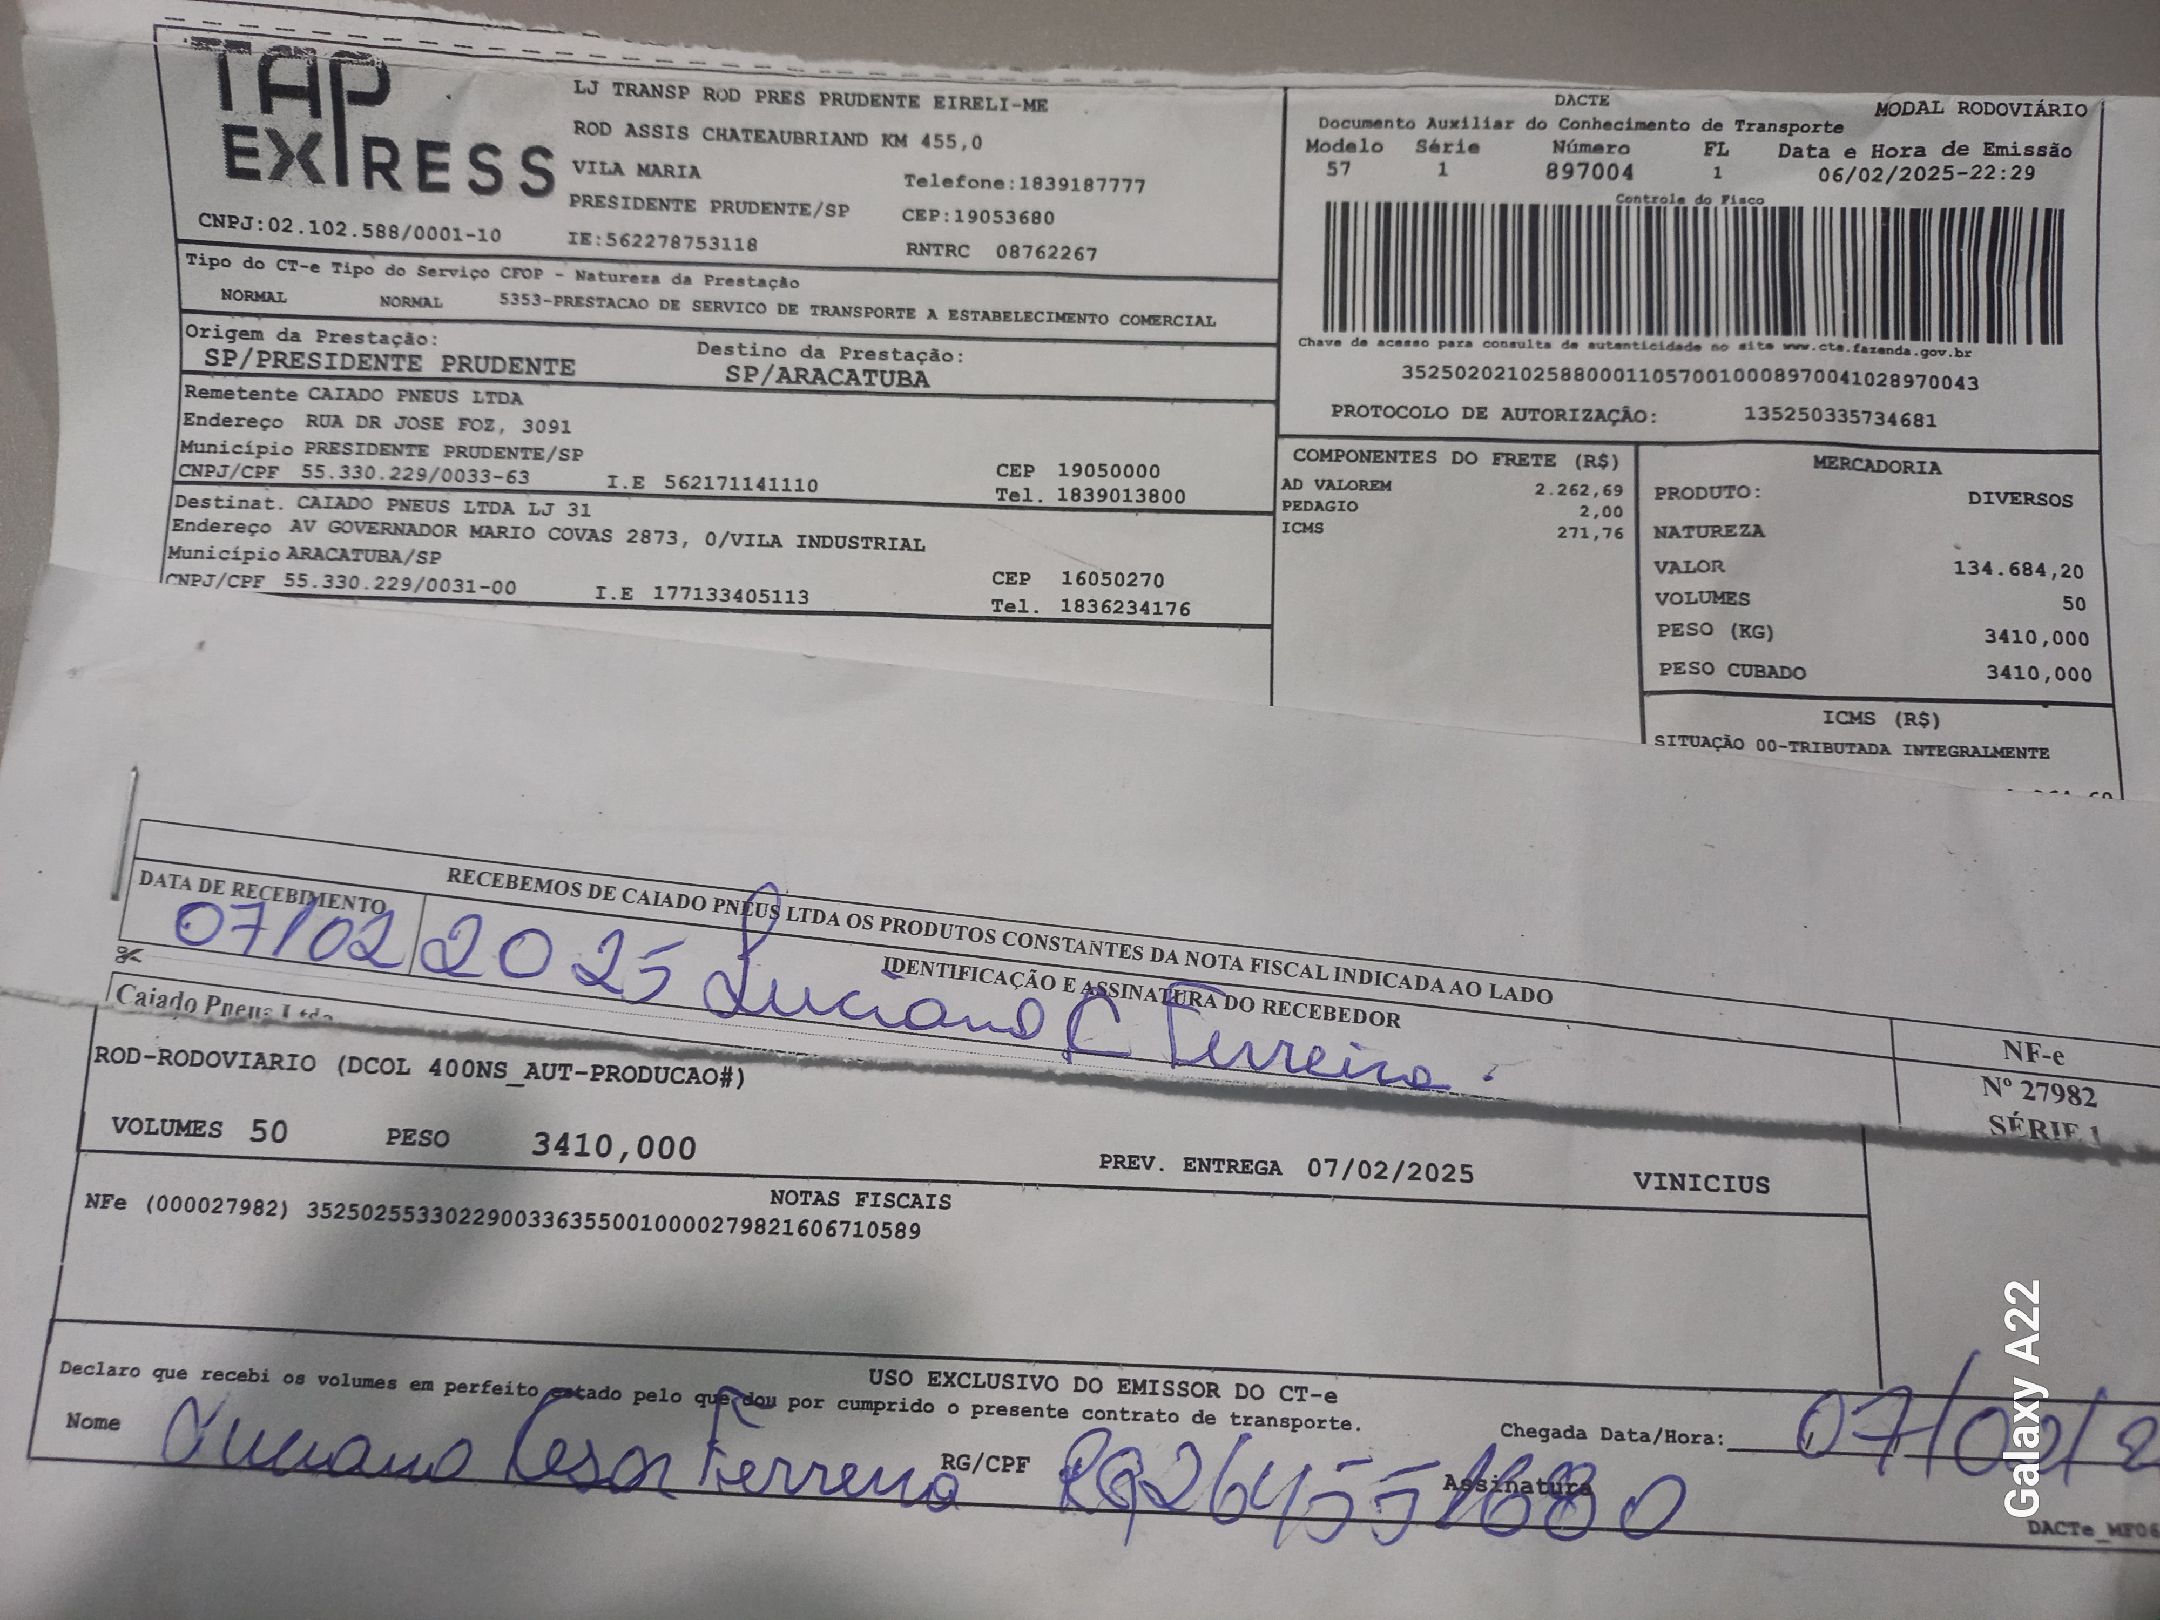 TAP
EXPRESS
LJ TRANSP ROD PRES PRUDENTE EIRELI-ME
ROD ASSIS CHATEAUBRIAND KM 455,0
VILA MARIA
Telefone:1839187777
PRESIDENTE PRUDENTE/SP
CEP:19053680
CNPJ:02.102.588/0001-10
IE:562278753118
RNTRC 08762267
DACTE
MODAL RODOVIÁRIO
Documento Auxiliar do Conhecimento de Transporte
Modelo Série Número FL Data e Hora de Emissão
57 1 897004 1 06/02/2025-22:29
Controle do Fisco
Chave de acesso para consulta de autenticidade no site www.cte.fazenda.gov.br
35250202102588000110570010008970041028970043
PROTOCOLO DE AUTORIZAÇÃO: 135250335734681
Tipo do CT-e Tipo do Serviço CFOP - Natureza da Prestação
NORMAL NORMAL 5353-PRESTACAO DE SERVICO DE TRANSPORTE A ESTABELECIMENTO COMERCIAL
Origem da Prestação:
SP/PRESIDENTE PRUDENTE
Destino da Prestação:
SP/ARACATUBA
Remetente CAIADO PNEUS LTDA
Endereço RUA DR JOSE FOZ, 3091
Município PRESIDENTE PRUDENTE/SP
CEP 19050000
CNPJ/CPF 55.330.229/0033-63 I.E 562171141110
Tel. 1839013800
Destinat. CAIADO PNEUS LTDA LJ 31
Endereço AV GOVERNADOR MARIO COVAS 2873, 0/VILA INDUSTRIAL
Município ARACATUBA/SP
CEP 16050270
CNPJ/CPF 55.330.229/0031-00 I.E 177133405113
Tel. 1836234176
COMPONENTES DO FRETE (R$)
AD VALOREM 2.262,69
PEDAGIO 2,00
ICMS 271,76
MERCADORIA
PRODUTO: DIVERSOS
NATUREZA
VALOR 134.684,20
VOLUMES 50
PESO (KG) 3410,000
PESO CUBADO 3410,000
ICMS (R$)
SITUAÇÃO 00-TRIBUTADA INTEGRALMENTE
RECEBEMOS DE CAIADO PNEUS LTDA OS PRODUTOS CONSTANTES DA NOTA FISCAL INDICADA AO LADO
DATA DE RECEBIMENTO
IDENTIFICAÇÃO E ASSINATURA DO RECEBEDOR
07/02 2025 Luciano C Ferreira.
NF-e
Nº 27982
SÉRIE 1
Caiado Pneus Ltda
ROD-RODOVIARIO (DCOL 400NS_AUT-PRODUCAO#)
VOLUMES 50 PESO 3410,000
PREV. ENTREGA 07/02/2025 VINICIUS
NOTAS FISCAIS
NFe (000027982) 35250255330229003363550010000279821606710589
USO EXCLUSIVO DO EMISSOR DO CT-e
Declaro que recebi os volumes em perfeito estado pelo que dou por cumprido o presente contrato de transporte.
Nome Luciano Cesar Ferreira
RG/CPF RG264551680
Assinatura
Chegada Data/Hora: 07/02/2
DACTe_MF06
Galaxy A22